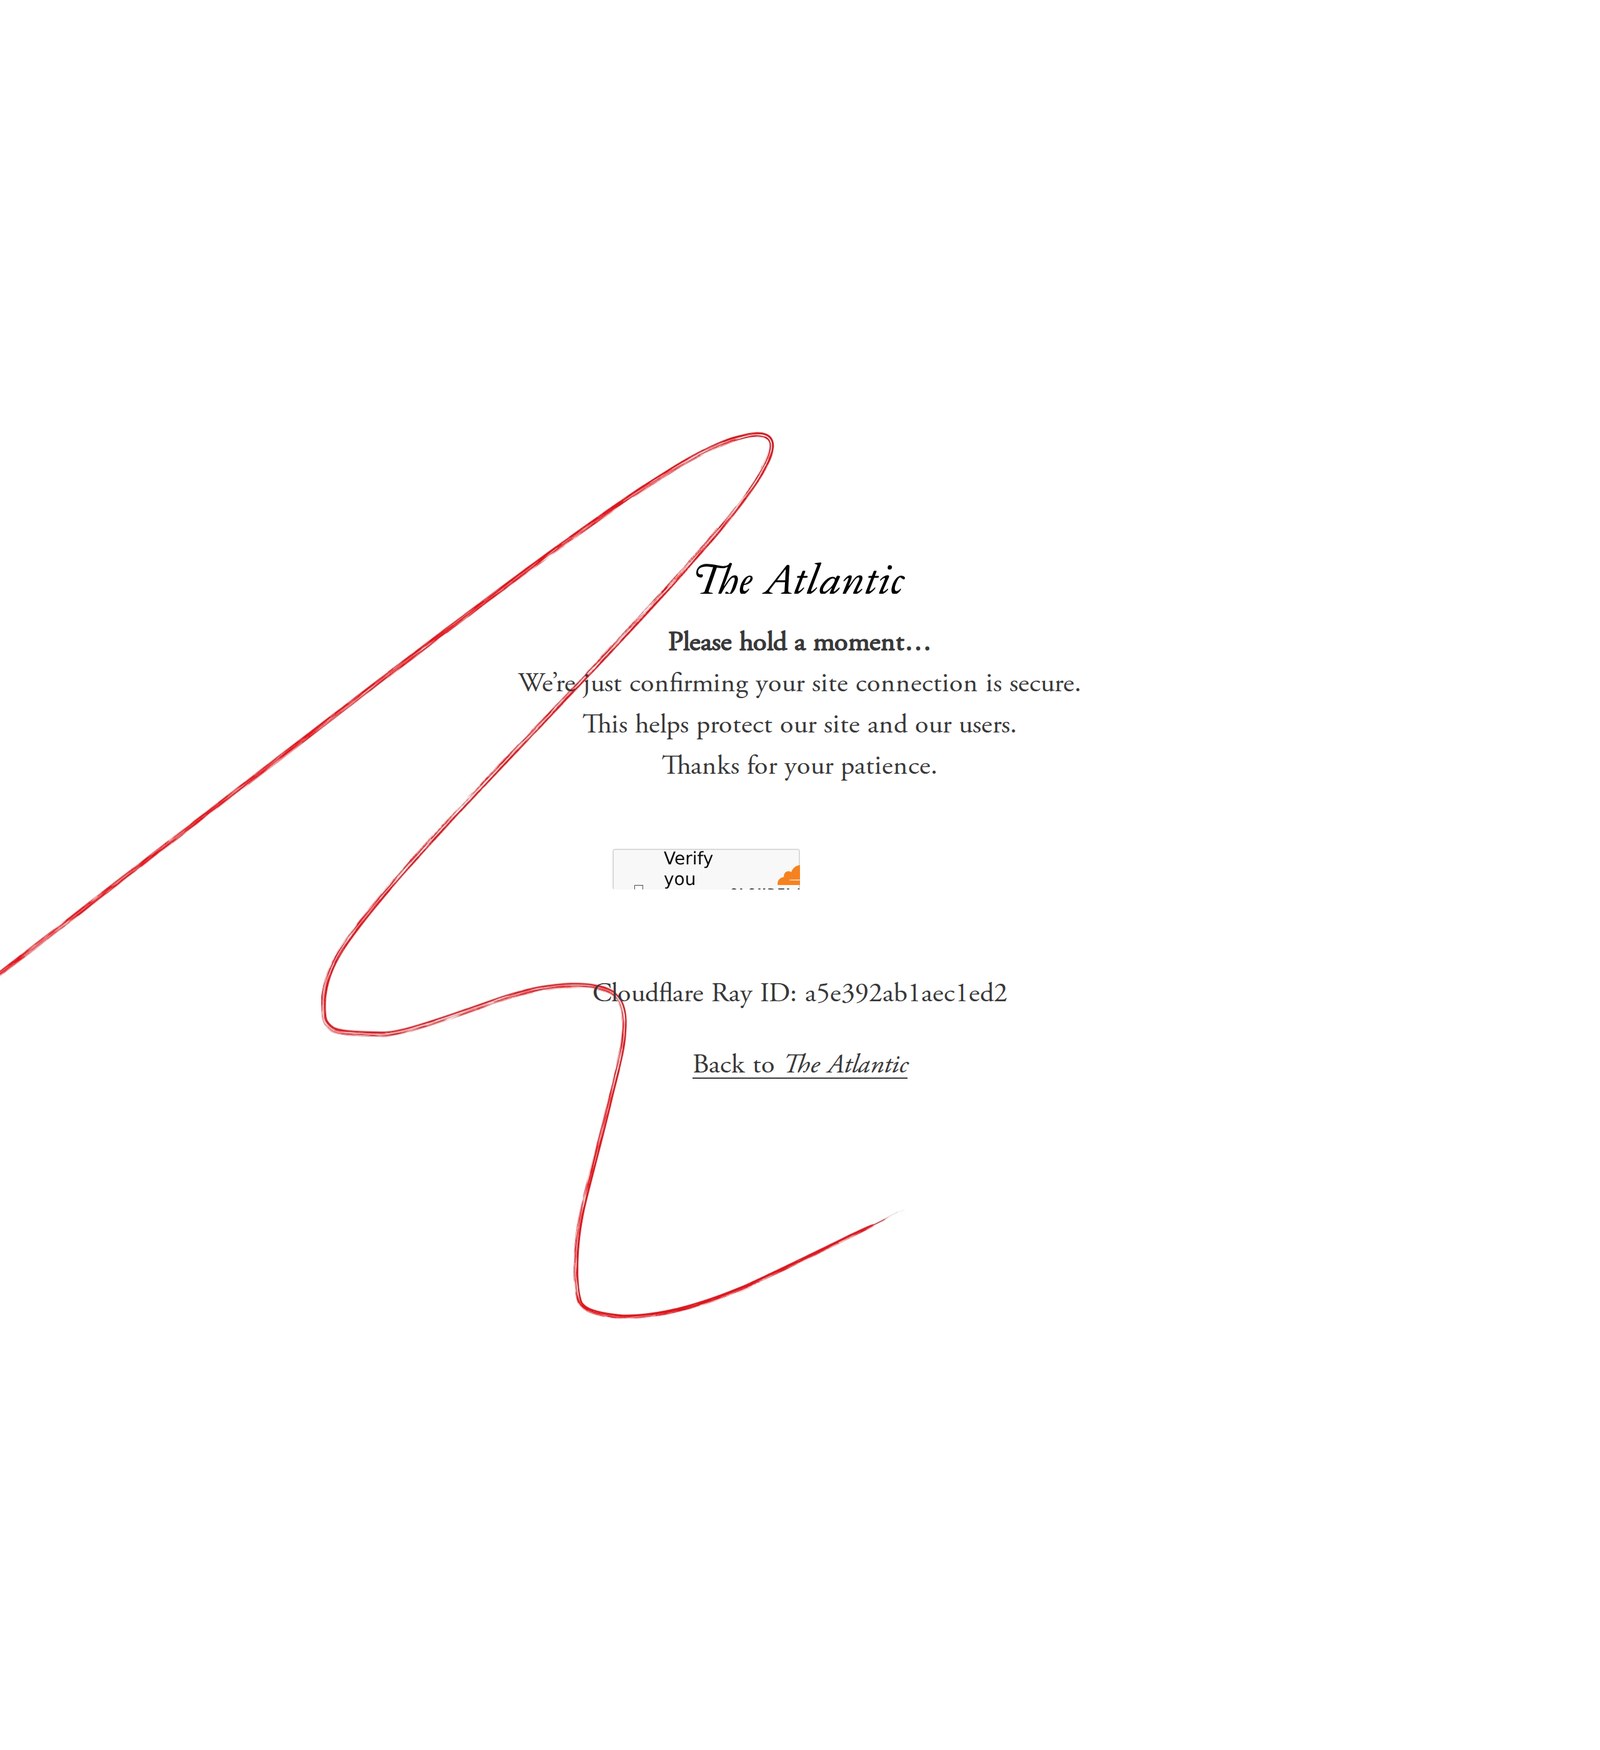 The Atlantic
Please hold a moment…
We’re just confirming your site connection is secure.
This helps protect our site and our users.
Thanks for your patience.
Verify
you
Cloudflare Ray ID: a5e392ab1aec1ed2
Back to The Atlantic